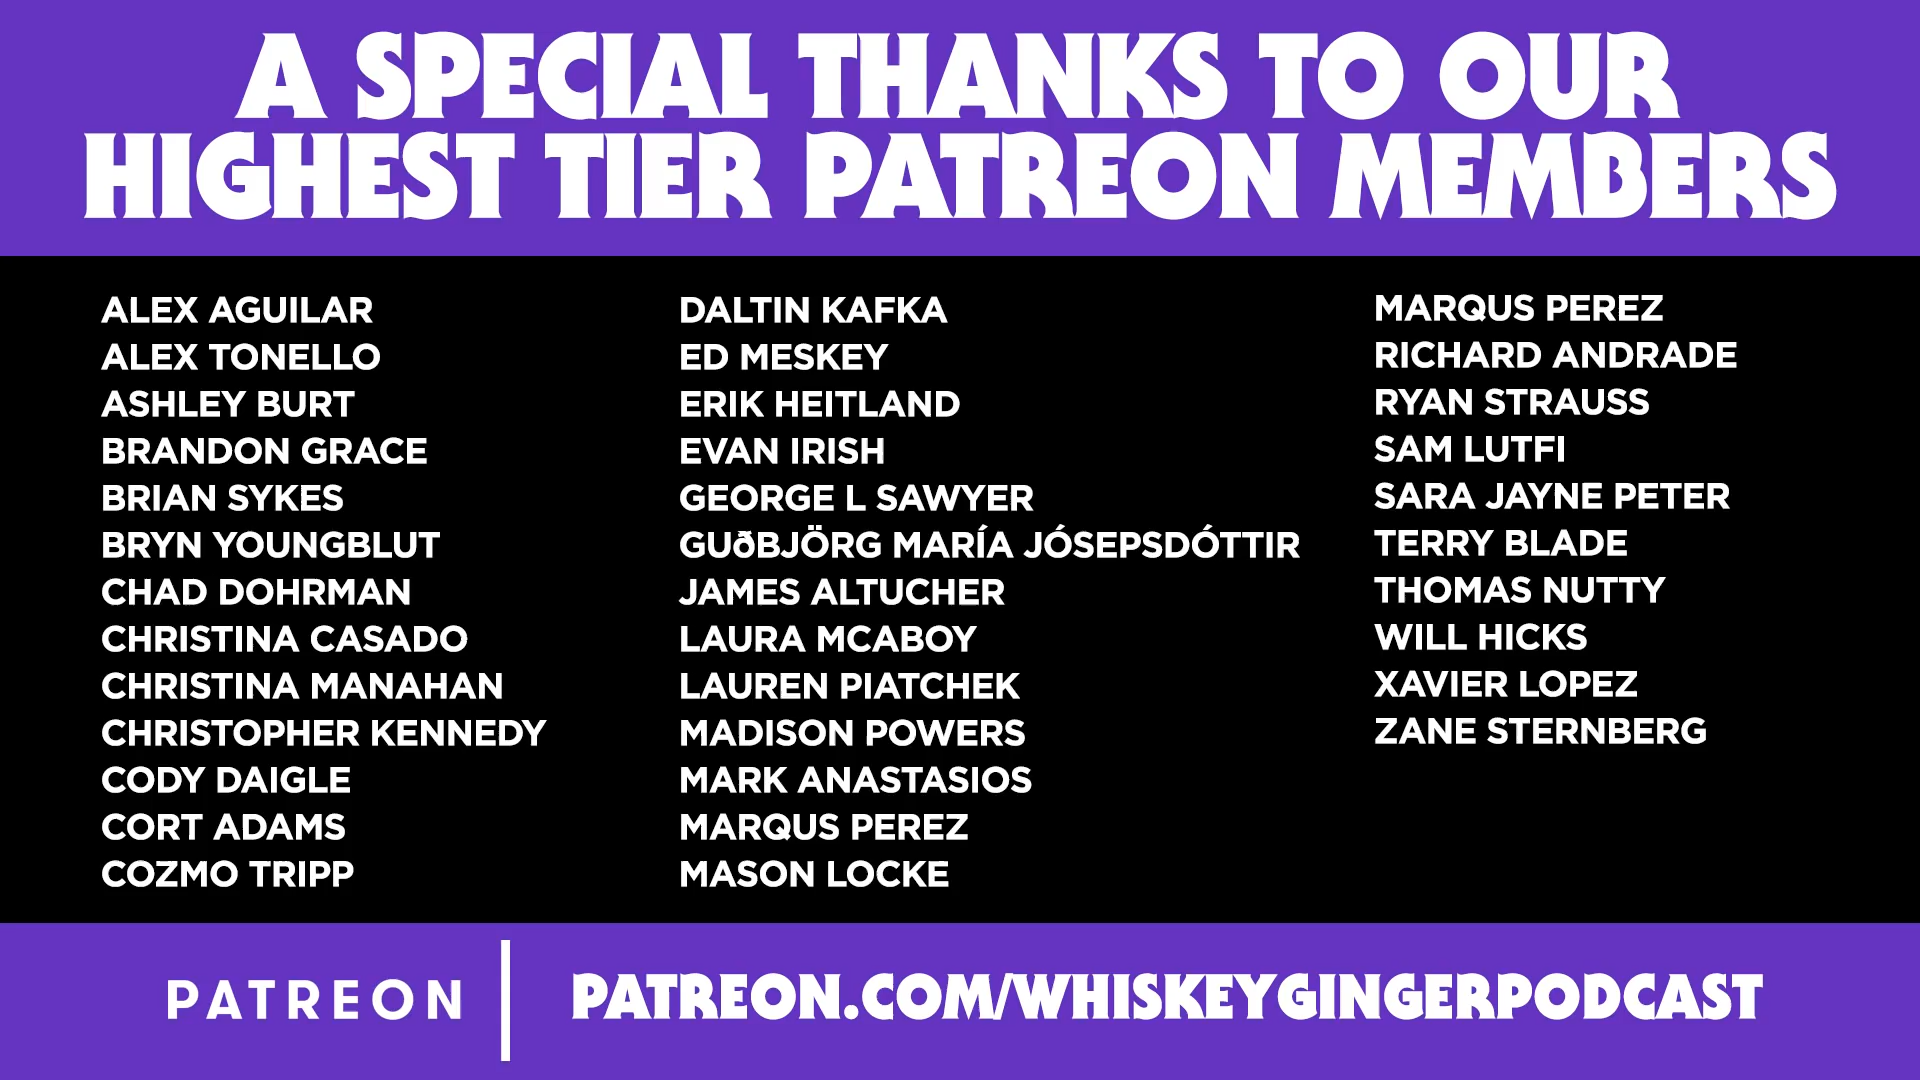 A SPECIAL THANKS TO OUR
HIGHEST TIER PATREON MEMBERS
ALEX AGUILAR
ALEX TONELLO
ASHLEY BURT
BRANDON GRACE
BRIAN SYKES
BRYN YOUNGBLUT
CHAD DOHRMAN
CHRISTINA CASADO
CHRISTINA MANAHAN
CHRISTOPHER KENNEDY
CODY DAIGLE
CORT ADAMS
COZMO TRIPP
DALTIN KAFKA
ED MESKEY
ERIK HEITLAND
EVAN IRISH
GEORGE L SAWYER
GUðBJÖRG MARÍA JÓSEPSDÓTTIR
JAMES ALTUCHER
LAURA MCABOY
LAUREN PIATCHEK
MADISON POWERS
MARK ANASTASIOS
MARQUS PEREZ
MASON LOCKE
MARQUS PEREZ
RICHARD ANDRADE
RYAN STRAUSS
SAM LUTFI
SARA JAYNE PETER
TERRY BLADE
THOMAS NUTTY
WILL HICKS
XAVIER LOPEZ
ZANE STERNBERG
PATREON
PATREON.COM/WHISKEYGINGERPODCAST